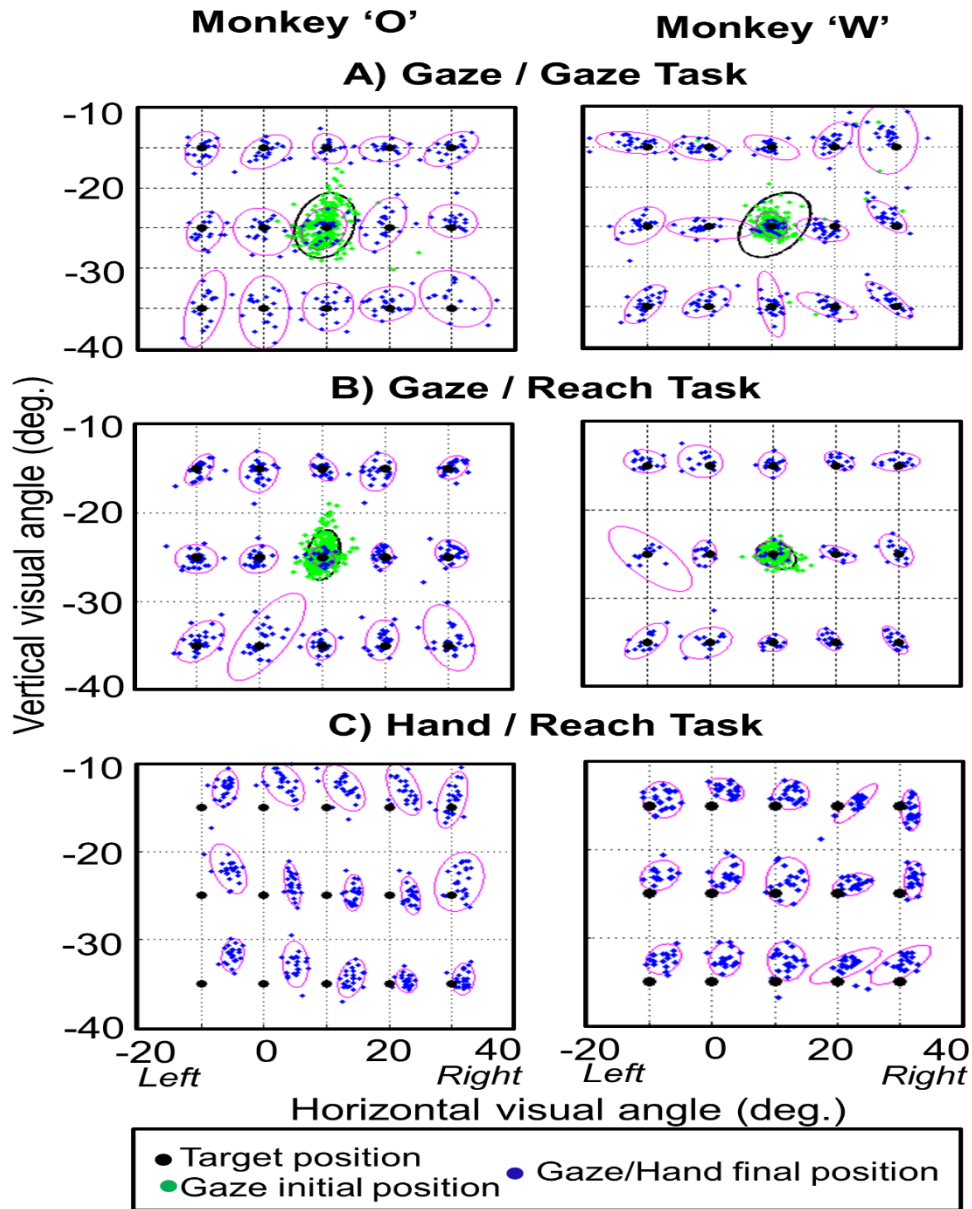 Monkey ‘O’ Monkey ‘W’
A) Gaze / Gaze Task
-10
-20
-30
-40
B) Gaze / Reach Task
-10
-20
-30
-40
C) Hand / Reach Task
-10
-20
-30
-40
Vertical visual angle (deg.)
-20 0 20 40 -20 0 20 40
Left Right Left Right
Horizontal visual angle (deg.)
Target position
Gaze initial position
Gaze/Hand final position